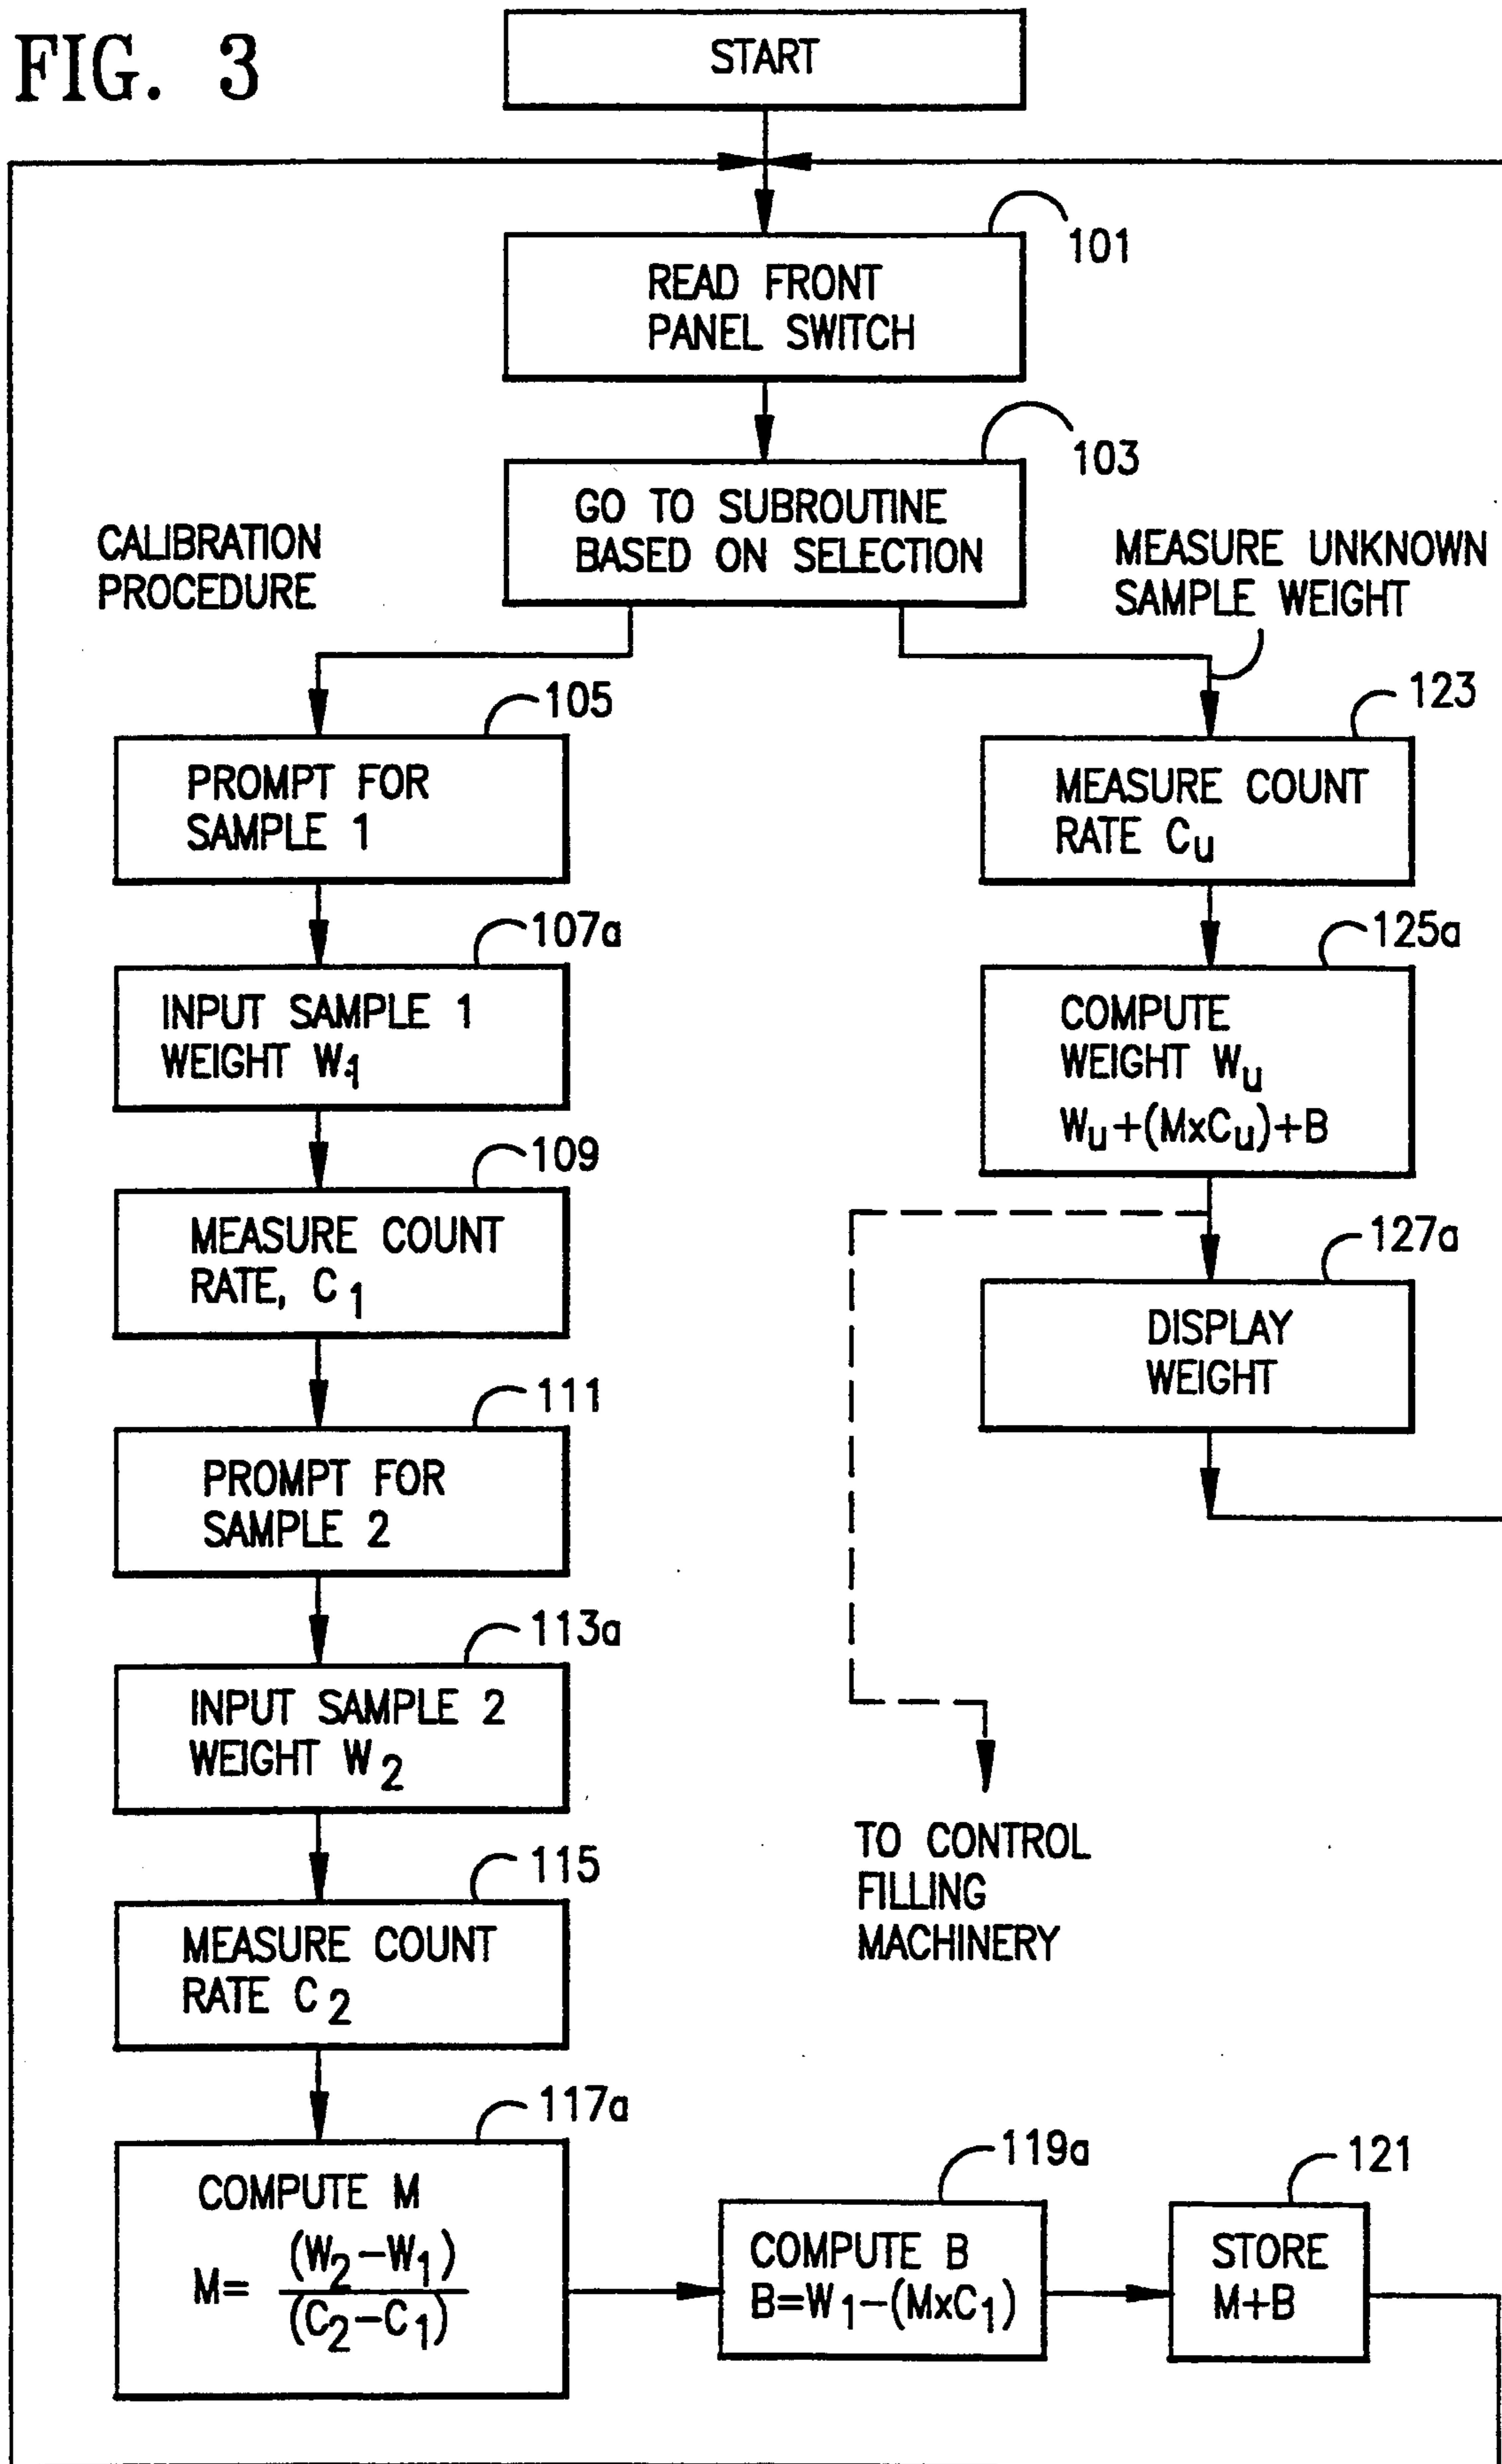 FIG. 3
START
101
READ FRONT
PANEL SWITCH
103
GO TO SUBROUTINE
BASED ON SELECTION
CALIBRATION
PROCEDURE
105
PROMPT FOR
SAMPLE 1
107a
INPUT SAMPLE 1
WEIGHT W₁
109
MEASURE COUNT
RATE, C₁
111
PROMPT FOR
SAMPLE 2
113a
INPUT SAMPLE 2
WEIGHT W₂
115
MEASURE COUNT
RATE C₂
117a
COMPUTE M
M= (W₂-W₁)
(C₂-C₁)
119a
COMPUTE B
B=W₁-(MxC₁)
121
STORE
M+B
MEASURE UNKNOWN
SAMPLE WEIGHT
123
MEASURE COUNT
RATE Cᵤ
125a
COMPUTE
WEIGHT Wᵤ
Wᵤ+(MxCᵤ)+B
127a
DISPLAY
WEIGHT
TO CONTROL
FILLING
MACHINERY